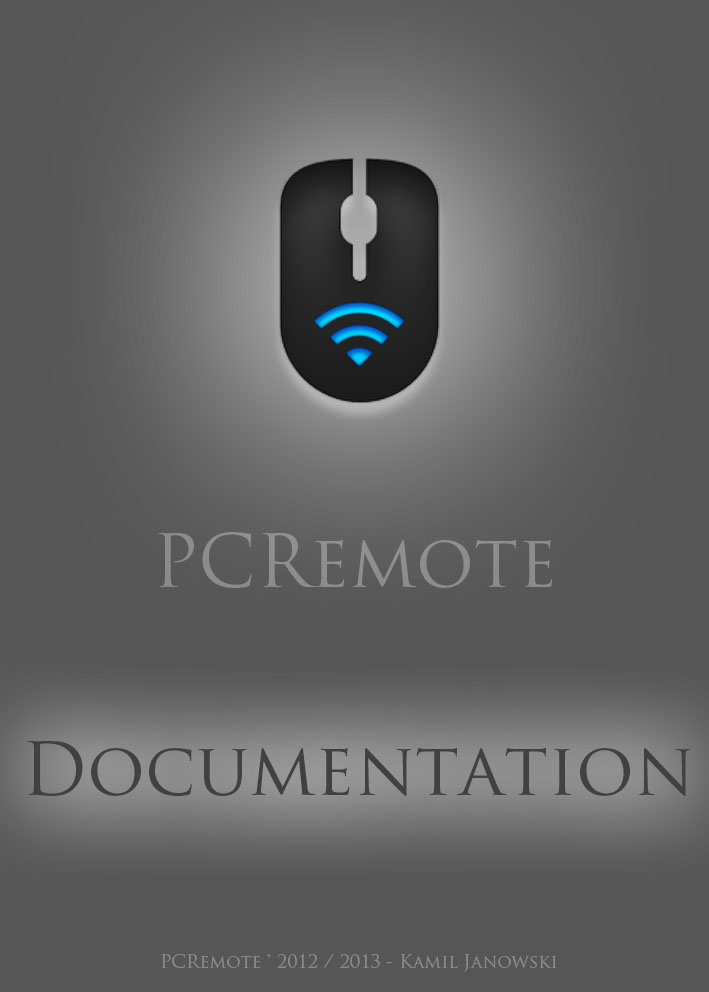 PCRemote
Documentation
PCRemote * 2012 / 2013 - Kamil Janowski